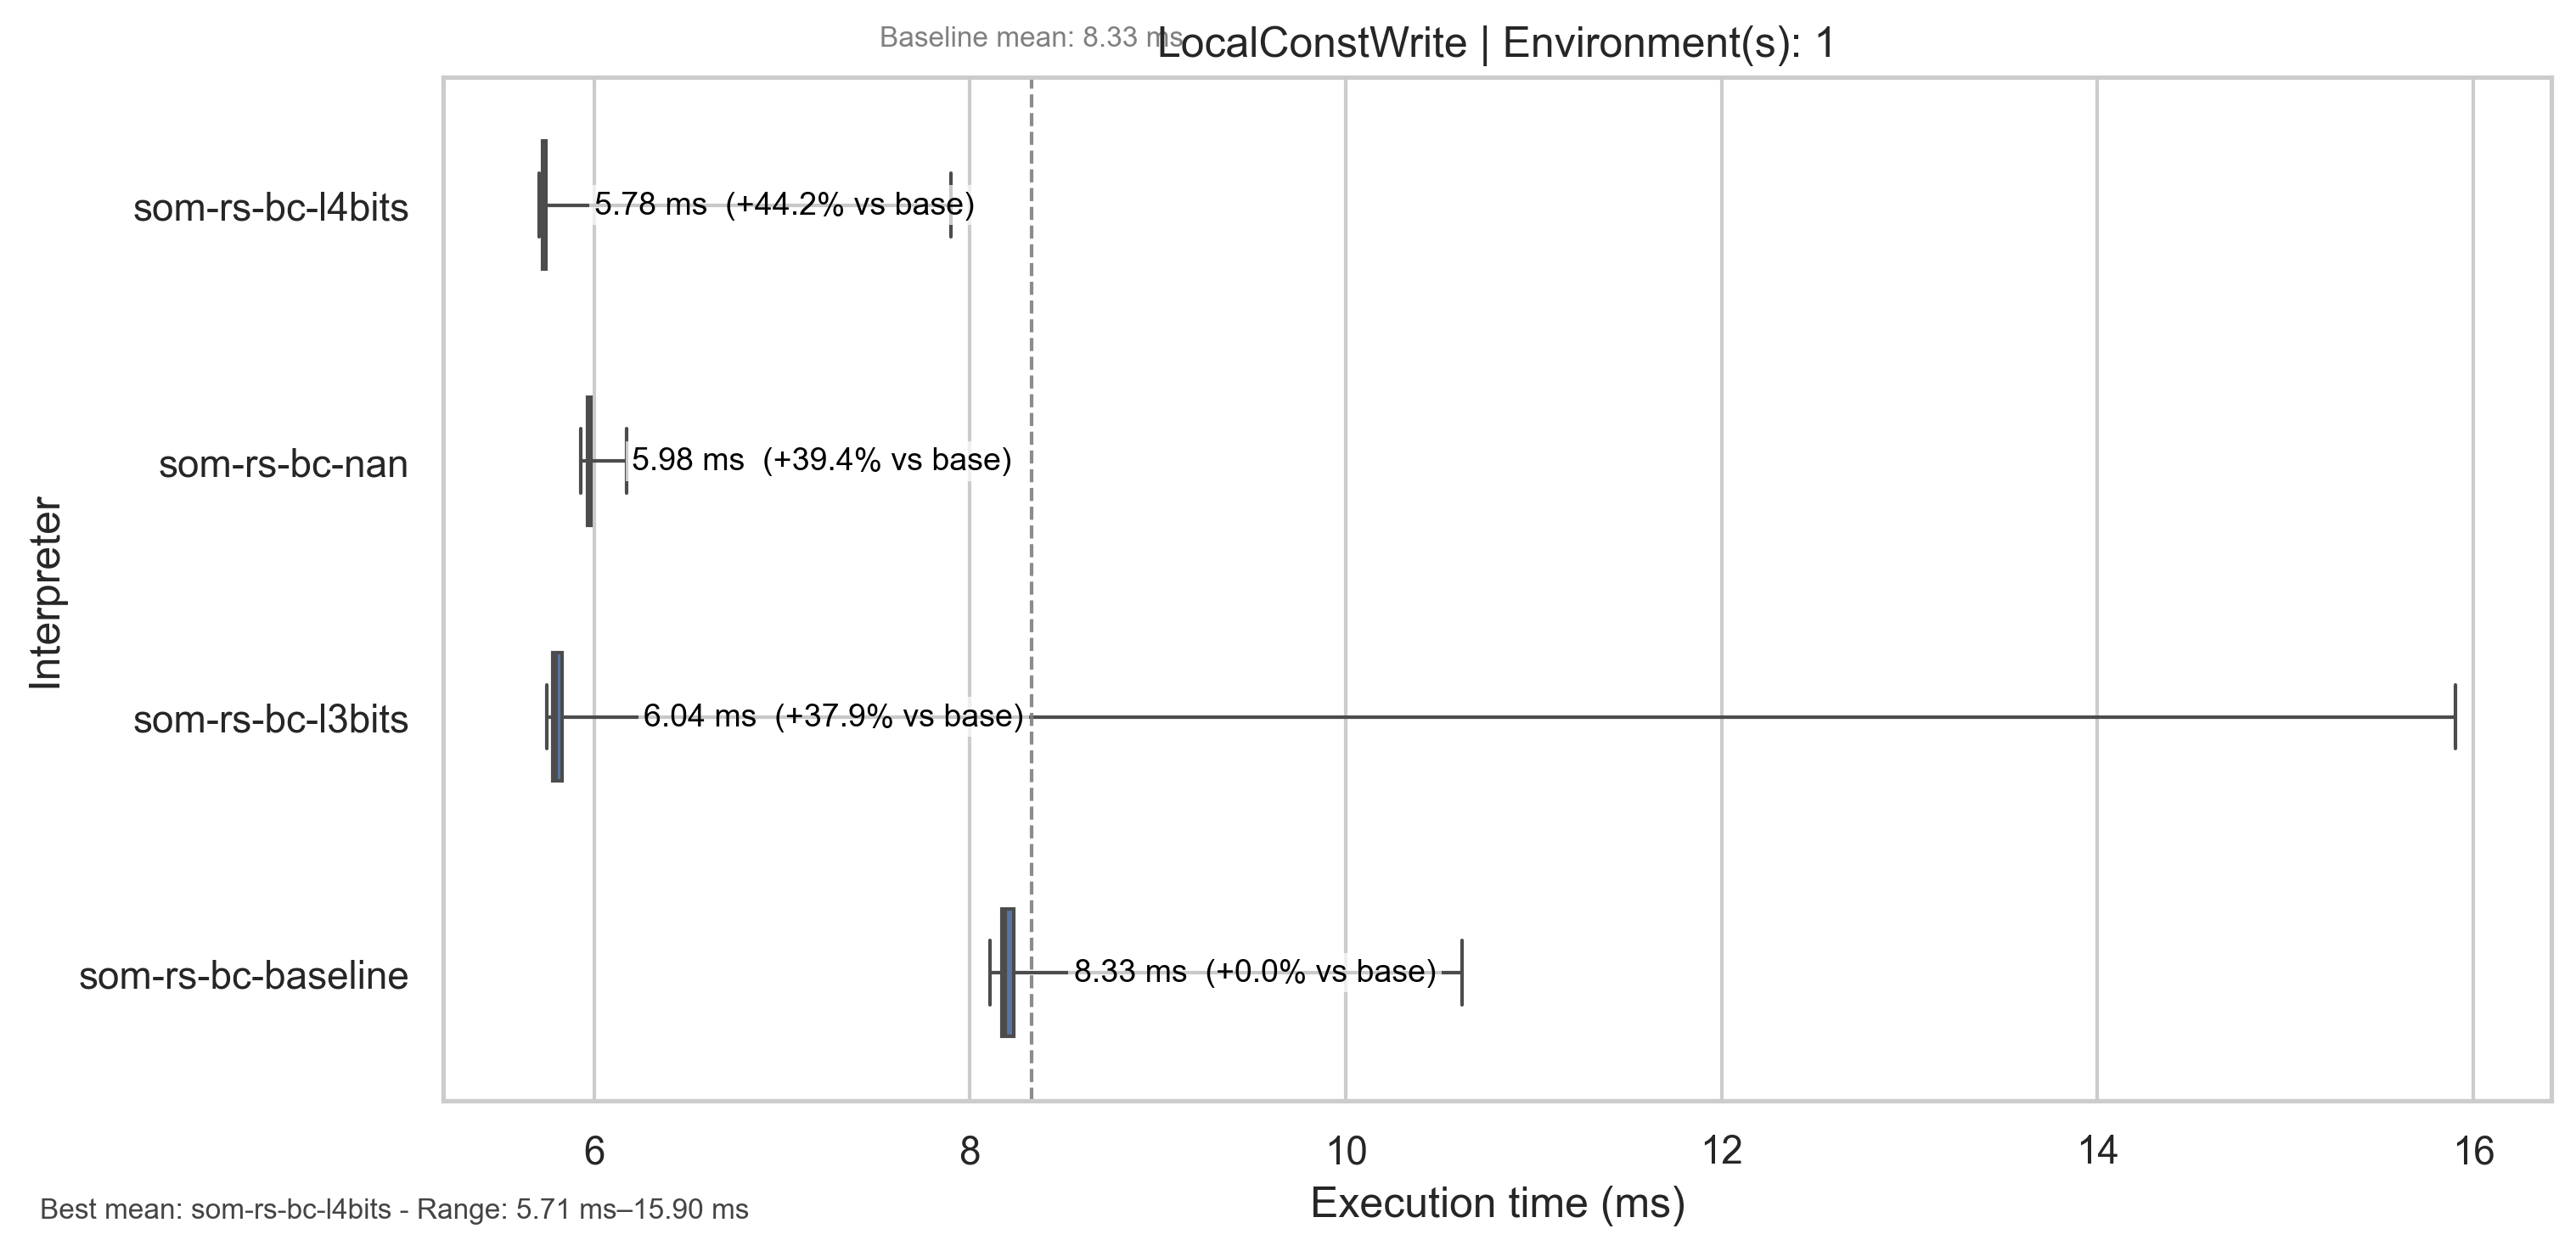 Baseline mean: 8.33 ms
LocalConstWrite | Environment(s): 1
Interpreter
som-rs-bc-l4bits
5.78 ms (+44.2% vs base)
som-rs-bc-nan
5.98 ms (+39.4% vs base)
som-rs-bc-l3bits
6.04 ms (+37.9% vs base)
som-rs-bc-baseline
8.33 ms (+0.0% vs base)
6 8 10 12 14 16
Execution time (ms)
Best mean: som-rs-bc-l4bits - Range: 5.71 ms–15.90 ms